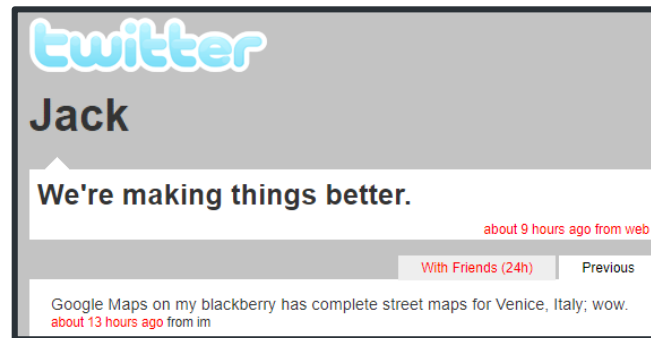 twitter
Jack
We're making things better.
about 9 hours ago from web
With Friends (24h) Previous
Google Maps on my blackberry has complete street maps for Venice, Italy; wow.
about 13 hours ago from im